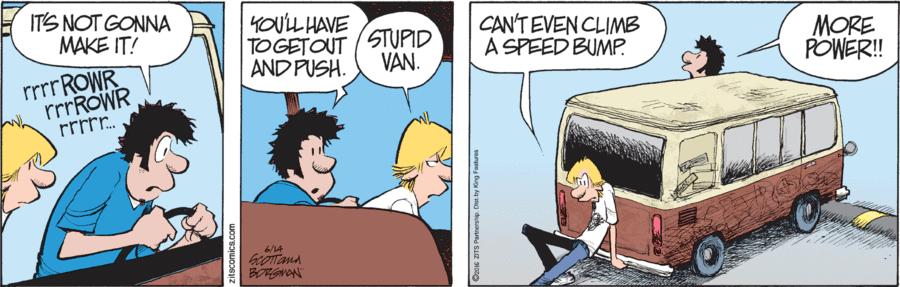 IT'S NOT GONNA
MAKE IT!
rrrrROWR
rrrROWR
rrrrr...
zitscomics.com
YOU'LL HAVE
TO GET OUT
AND PUSH.
STUPID
VAN.
6/14
SCOTT AND
BORGMAN
CAN'T EVEN CLIMB
A SPEED BUMP.
MORE
POWER!!
©2016 ZITS Partnership. Dist. by King Features